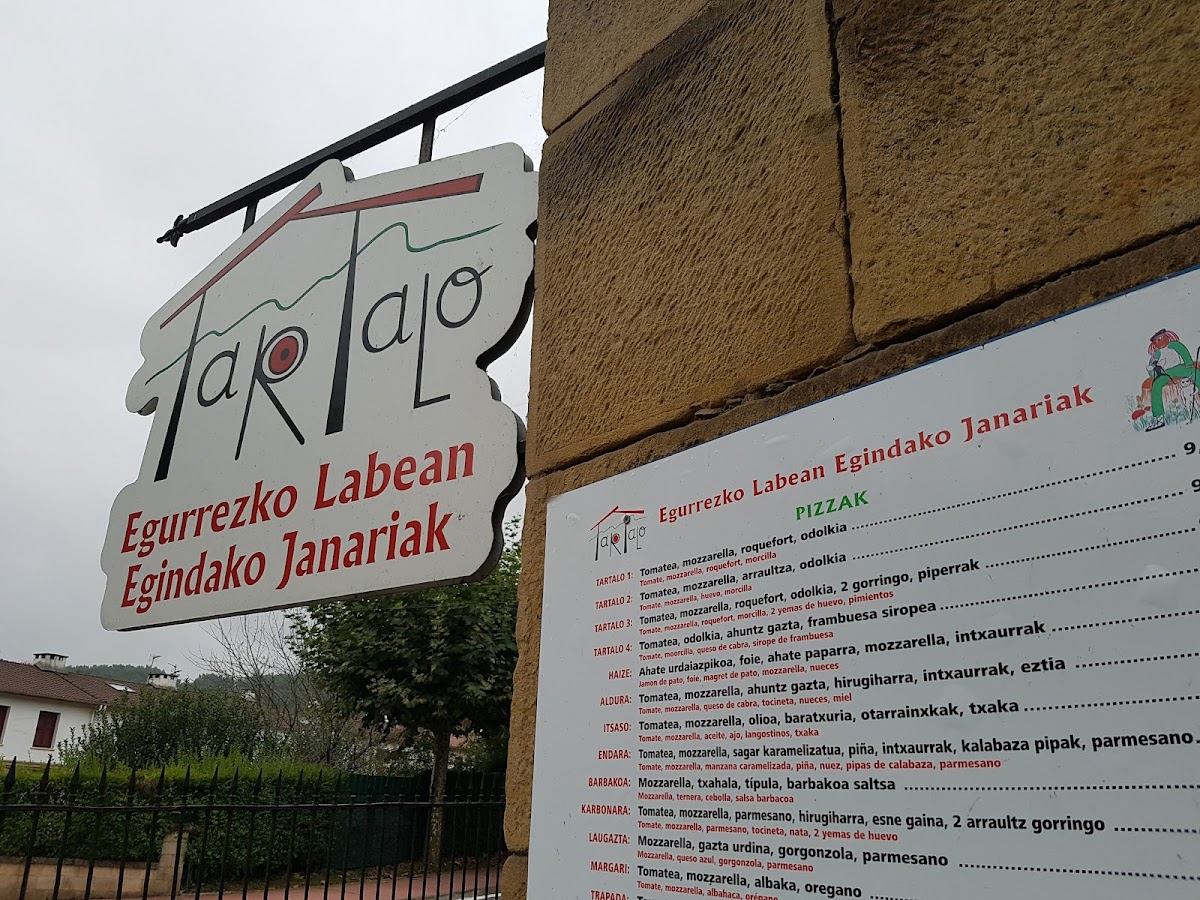 TARTALO
Egurrezko Labean
Egindako Janariak
TARTALO
Egurrezko Labean Egindako Janariak
PIZZAK
TARTALO 1: Tomatea, mozzarella, roquefort, odolkia 9,
Tomate, mozzarella, roquefort, morcilla
TARTALO 2: Tomatea, mozzarella, arraultza, odolkia 9
Tomate, mozzarella, huevo, morcilla
TARTALO 3: Tomatea, mozzarella, roquefort, odolkia, 2 gorringo, piperrak
Tomate, mozzarella, roquefort, morcilla, 2 yemas de huevo, pimientos
TARTALO 4: Tomatea, odolkia, ahuntz gazta, frambuesa siropea
Tomate, moorcilla, queso de cabra, sirope de frambuesa
HAIZE: Ahate urdaiazpikoa, foie, ahate paparra, mozzarella, intxaurrak
Jamon de pato, foie, magret de pato, mozzarella, nueces
ALDURA: Tomatea, mozzarella, ahuntz gazta, hirugiharra, intxaurrak, eztia
Tomate, mozzarella, queso de cabra, tocineta, nueces, miel
ITSASO: Tomatea, mozzarella, olioa, baratxuria, otarrainxkak, txaka
Tomate, mozzarella, aceite, ajo, langostinos, txaka
ENDARA: Tomatea, mozzarella, sagar karamelizatua, piña, intxaurrak, kalabaza pipak, parmesano
Tomate, mozzarella, manzana caramelizada, piña, nuez, pipas de calabaza, parmesano
BARBAKOA: Mozzarella, txahala, típula, barbakoa saltsa
Mozzarella, ternera, cebolla, salsa barbacoa
KARBONARA: Tomatea, mozzarella, parmesano, hirugiharra, esne gaina, 2 arraultz gorringo
Tomate, mozzarella, parmesano, tocineta, nata, 2 yemas de huevo
LAUGAZTA: Mozzarella, gazta urdina, gorgonzola, parmesano
Mozzarella, queso azul, gorgonzola, parmesano
MARGARI: Tomatea, mozzarella, albaka, oregano
Tomate, mozzarella, albahaca, orégano
TRAPADA: